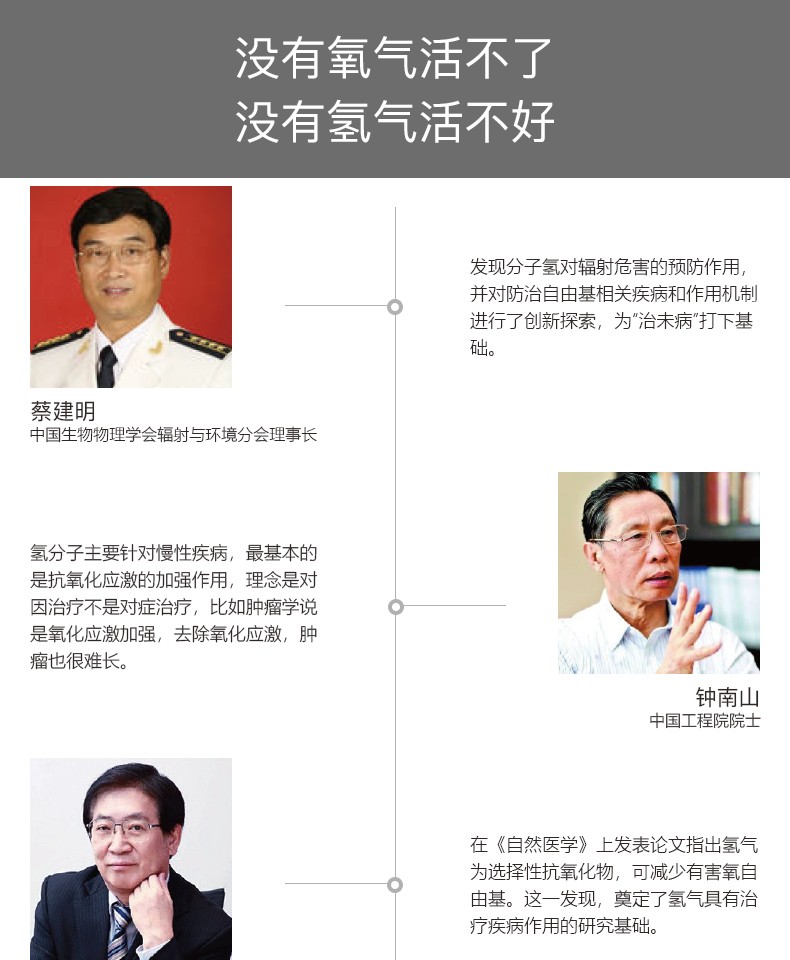 没有氧气活不了
没有氢气活不好
发现分子氢对辐射危害的预防作用，
并对防治自由基相关疾病和作用机制
进行了创新探索，为“治未病”打下基
础。
蔡建明
中国生物物理学会辐射与环境分会理事长
氢分子主要针对慢性疾病，最基本的
是抗氧化应激的加强作用，理念是对
因治疗不是对症治疗，比如肿瘤学说
是氧化应激加强，去除氧化应激，肿
瘤也很难长。
钟南山
中国工程院院士
在《自然医学》上发表论文指出氢气
为选择性抗氧化物，可减少有害氧自
由基。这一发现，奠定了氢气具有治
疗疾病作用的研究基础。